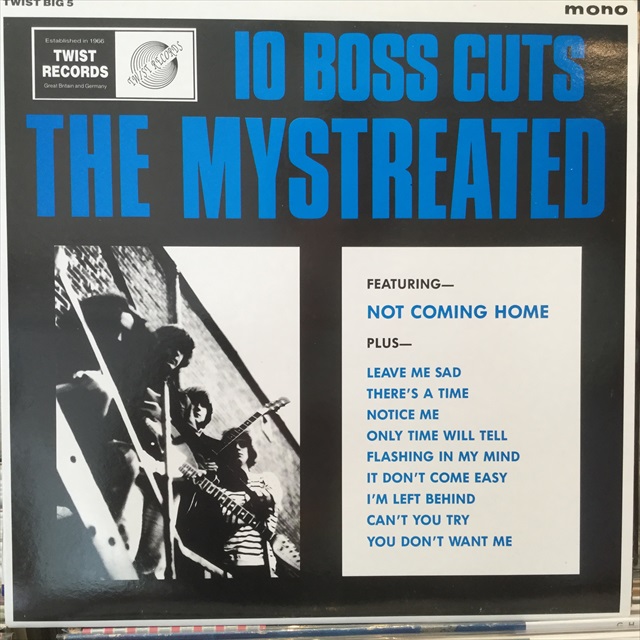 TWIST BIG 5
mono
Established in 1966
TWIST
RECORDS
Great Britain and Germany
TWIST RECORDS
10 BOSS CUTS
THE MYSTREATED
FEATURING—
NOT COMING HOME
PLUS—
LEAVE ME SAD
THERE'S A TIME
NOTICE ME
ONLY TIME WILL TELL
FLASHING IN MY MIND
IT DON'T COME EASY
I'M LEFT BEHIND
CAN'T YOU TRY
YOU DON'T WANT ME